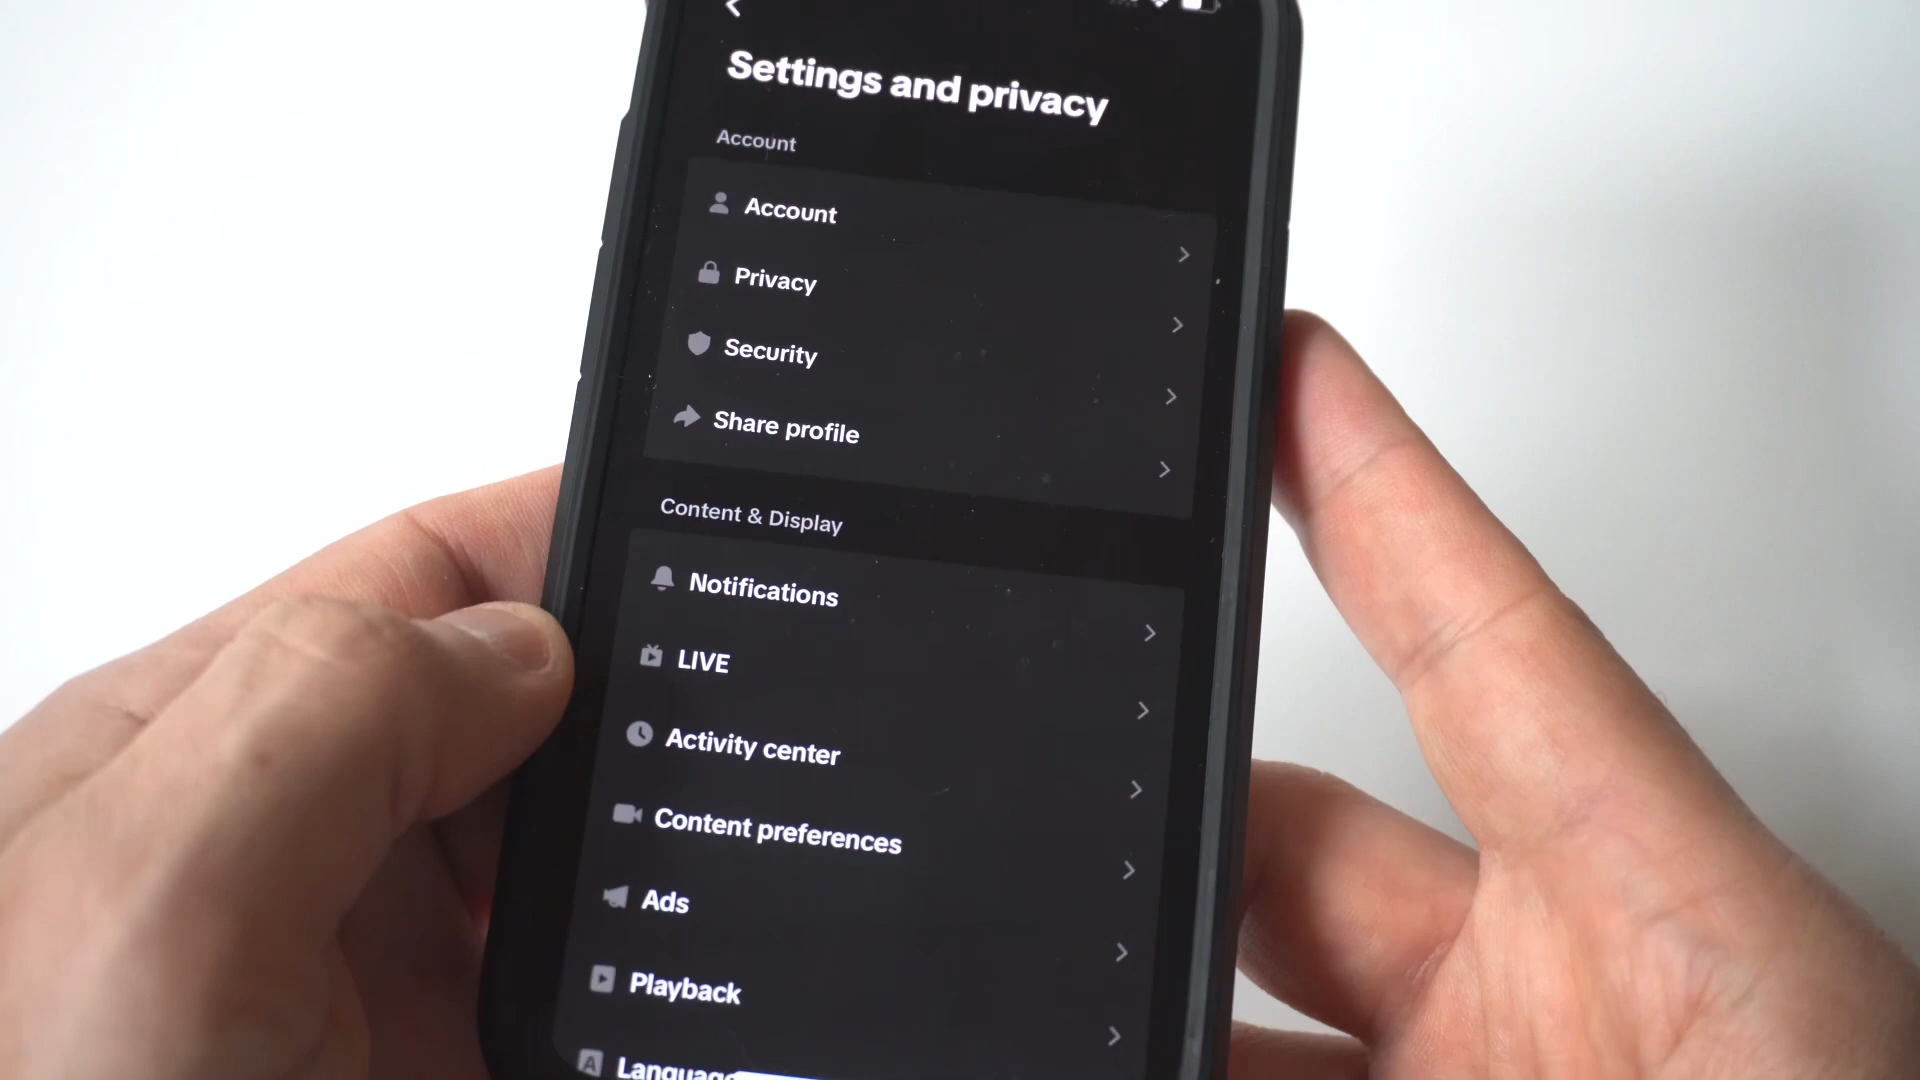 Settings and privacy
Account
Account
Privacy
Security
Share profile
Content & Display
Notifications
LIVE
Activity center
Content preferences
Ads
Playback
A Language